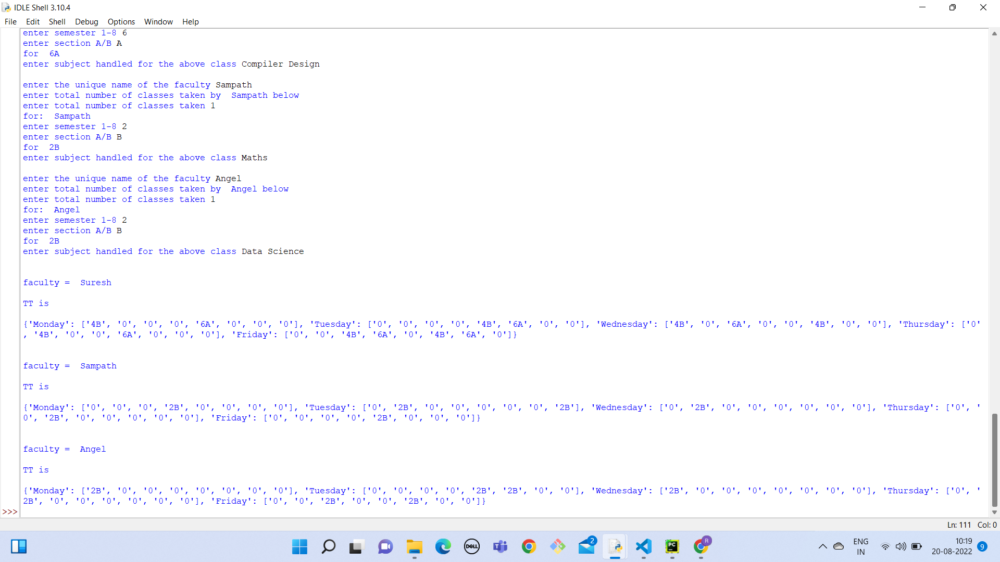 IDLE Shell 3.10.4
File Edit Shell Debug Options Window Help
enter semester 1-8 6
enter section A/B A
for  6A
enter subject handled for the above class Compiler Design
enter the unique name of the faculty Sampath
enter total number of classes taken by  Sampath below
enter total number of classes taken 1
for:  Sampath
enter semester 1-8 2
enter section A/B B
for  2B
enter subject handled for the above class Maths
enter the unique name of the faculty Angel
enter total number of classes taken by  Angel below
enter total number of classes taken 1
for:  Angel
enter semester 1-8 2
enter section A/B B
for  2B
enter subject handled for the above class Data Science
faculty =  Suresh
TT is
{'Monday': ['4B', '0', '0', '0', '6A', '0', '0', '0'], 'Tuesday': ['0', '0', '0', '0', '4B', '6A', '0', '0'], 'Wednesday': ['4B', '0', '6A', '0', '0', '4B', '0', '0'], 'Thursday': ['0'
, '4B', '0', '0', '6A', '0', '0', '0'], 'Friday': ['0', '0', '4B', '6A', '0', '4B', '6A', '0']}
faculty =  Sampath
TT is
{'Monday': ['0', '0', '0', '2B', '0', '0', '0', '0'], 'Tuesday': ['0', '2B', '0', '0', '0', '0', '0', '2B'], 'Wednesday': ['0', '2B', '0', '0', '0', '0', '0', '0'], 'Thursday': ['0', '
0', '2B', '0', '0', '0', '0', '0'], 'Friday': ['0', '0', '0', '0', '2B', '0', '0', '0']}
faculty =  Angel
TT is
{'Monday': ['2B', '0', '0', '0', '0', '0', '0', '0'], 'Tuesday': ['0', '0', '0', '0', '2B', '2B', '0', '0'], 'Wednesday': ['2B', '0', '0', '0', '0', '0', '0', '0'], 'Thursday': ['0', '
2B', '0', '0', '0', '0', '0', '0'], 'Friday': ['0', '0', '2B', '0', '0', '2B', '0', '0']}
>>>
Ln: 111 Col: 0
DELL
T
2
PC
R
ENG
IN
10:19
20-08-2022
9